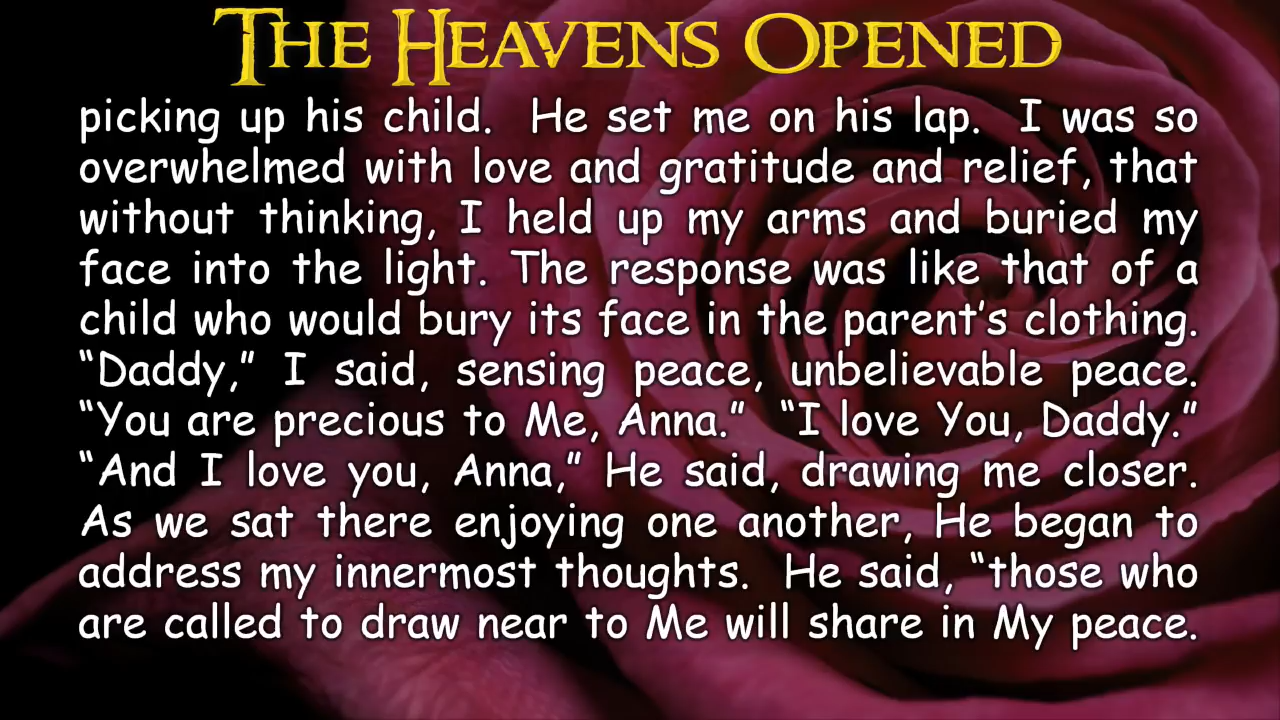 THE HEAVENS OPENED
picking up his child.  He set me on his lap.  I was so
overwhelmed with love and gratitude and relief, that
without thinking, I held up my arms and buried my
face into the light. The response was like that of a
child who would bury its face in the parent’s clothing.
“Daddy,” I said, sensing peace, unbelievable peace.
“You are precious to Me, Anna.”  “I love You, Daddy.”
“And I love you, Anna,” He said, drawing me closer.
As we sat there enjoying one another, He began to
address my innermost thoughts.  He said, “those who
are called to draw near to Me will share in My peace.